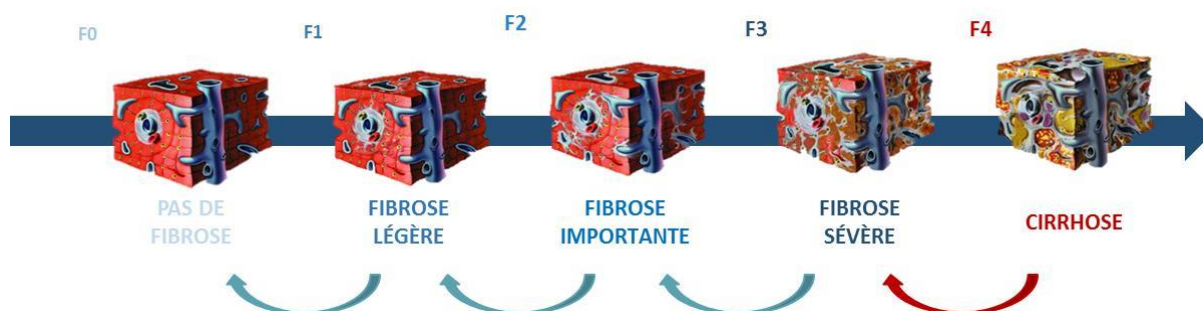 F0
F1
F2
F3
F4
PAS DE
FIBROSE
FIBROSE
LÉGÈRE
FIBROSE
IMPORTANTE
FIBROSE
SÉVÈRE
CIRRHOSE